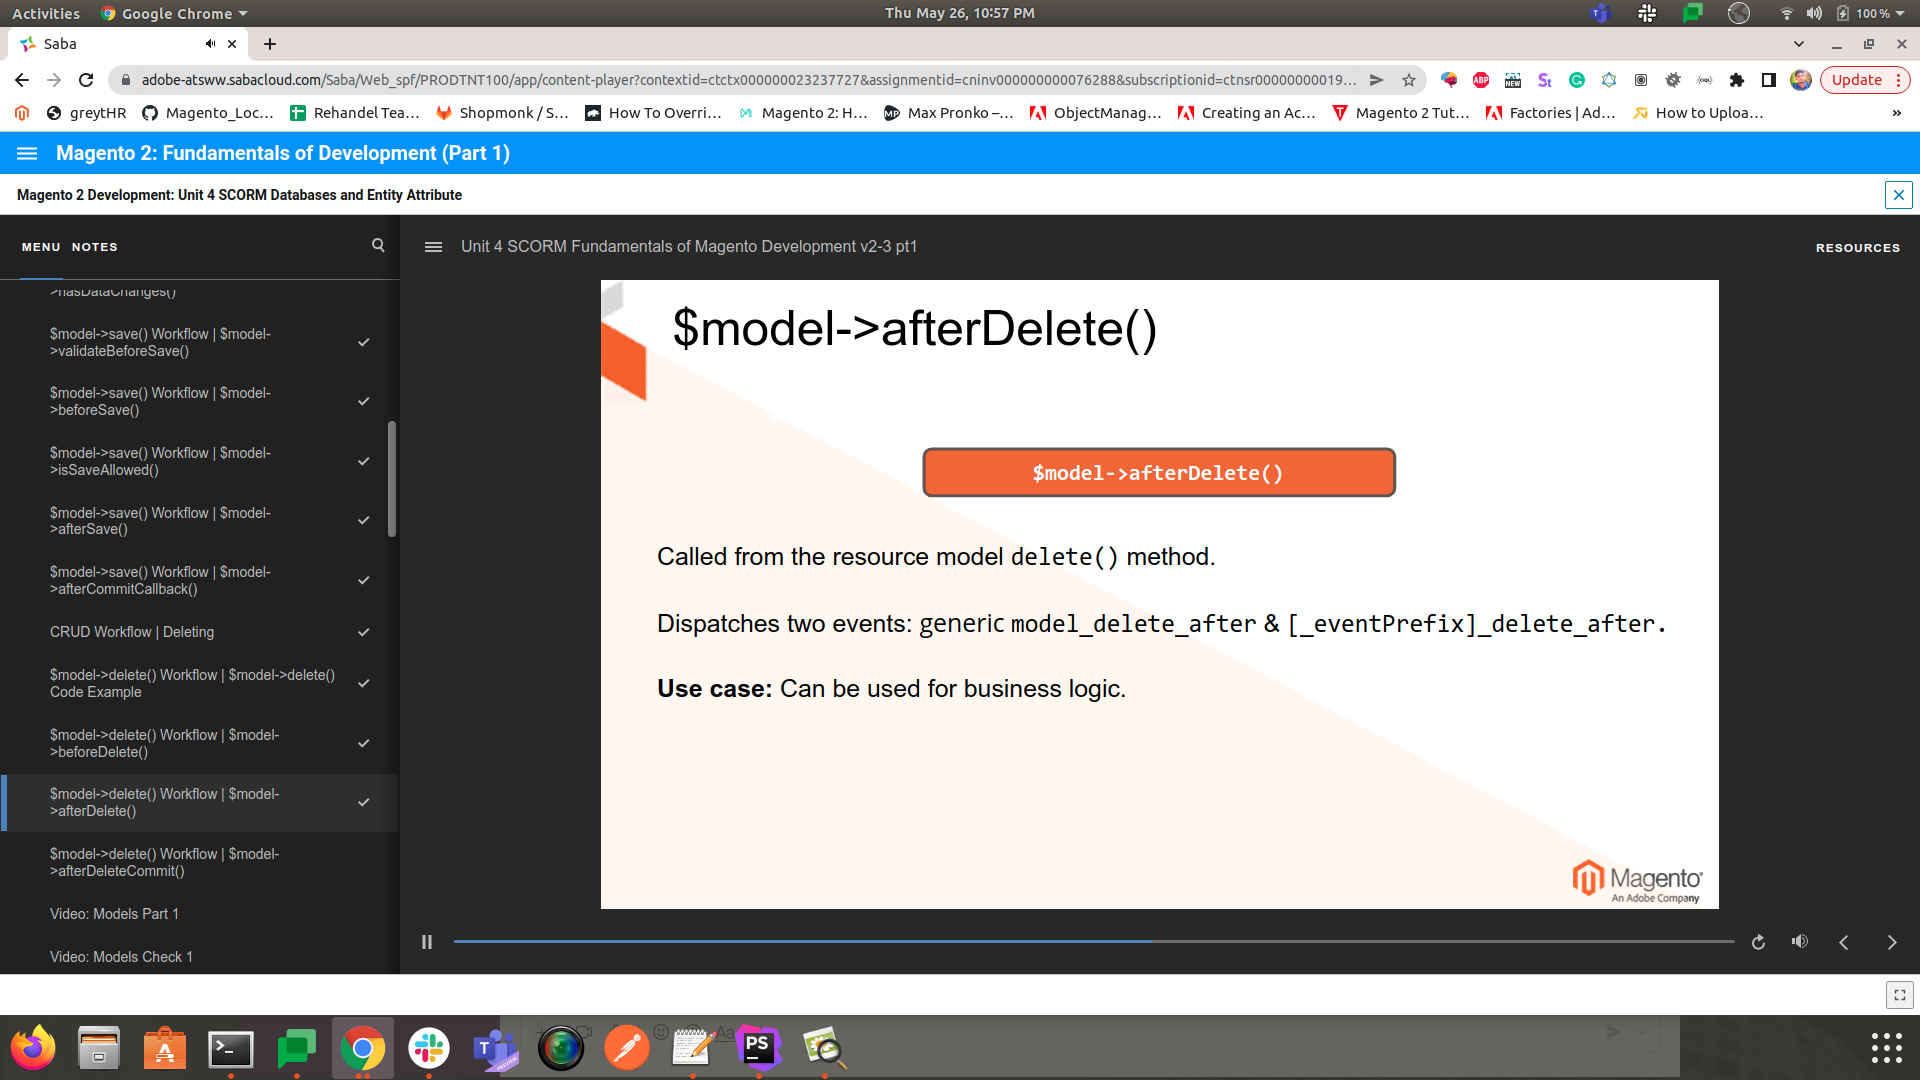 Activities
Google Chrome
Thu May 26, 10:57 PM
100 %
Saba
adobe-atsww.sabacloud.com/Saba/Web_spf/PRODTNT100/app/content-player?contextid=ctctx000000023237727&assignmentid=cninv000000000076288&subscriptionid=ctnsr00000000019...
ABP
NEW
St
Update
greytHR
Magento_Loc...
Rehandel Tea...
Shopmonk / S...
How To Overri...
Magento 2: H...
MP
Max Pronko –...
ObjectManag...
Creating an Ac...
Magento 2 Tut...
Factories | Ad...
How to Uploa...
»
Magento 2: Fundamentals of Development (Part 1)
Magento 2 Development: Unit 4 SCORM Databases and Entity Attribute
MENU
NOTES
Unit 4 SCORM Fundamentals of Magento Development v2-3 pt1
RESOURCES
>hasDataChanges()
$model->save() Workflow | $model-
>validateBeforeSave()
$model->save() Workflow | $model-
>beforeSave()
$model->save() Workflow | $model-
>isSaveAllowed()
$model->save() Workflow | $model-
>afterSave()
$model->save() Workflow | $model-
>afterCommitCallback()
CRUD Workflow | Deleting
$model->delete() Workflow | $model->delete()
Code Example
$model->delete() Workflow | $model-
>beforeDelete()
$model->delete() Workflow | $model-
>afterDelete()
$model->delete() Workflow | $model-
>afterDeleteCommit()
Video: Models Part 1
Video: Models Check 1
$model->afterDelete()
$model->afterDelete()
Called from the resource model delete() method.
Dispatches two events: generic model_delete_after & [_eventPrefix]_delete_after.
Use case: Can be used for business logic.
Magento
An Adobe Company
T
PREVIEW
PS
Aa